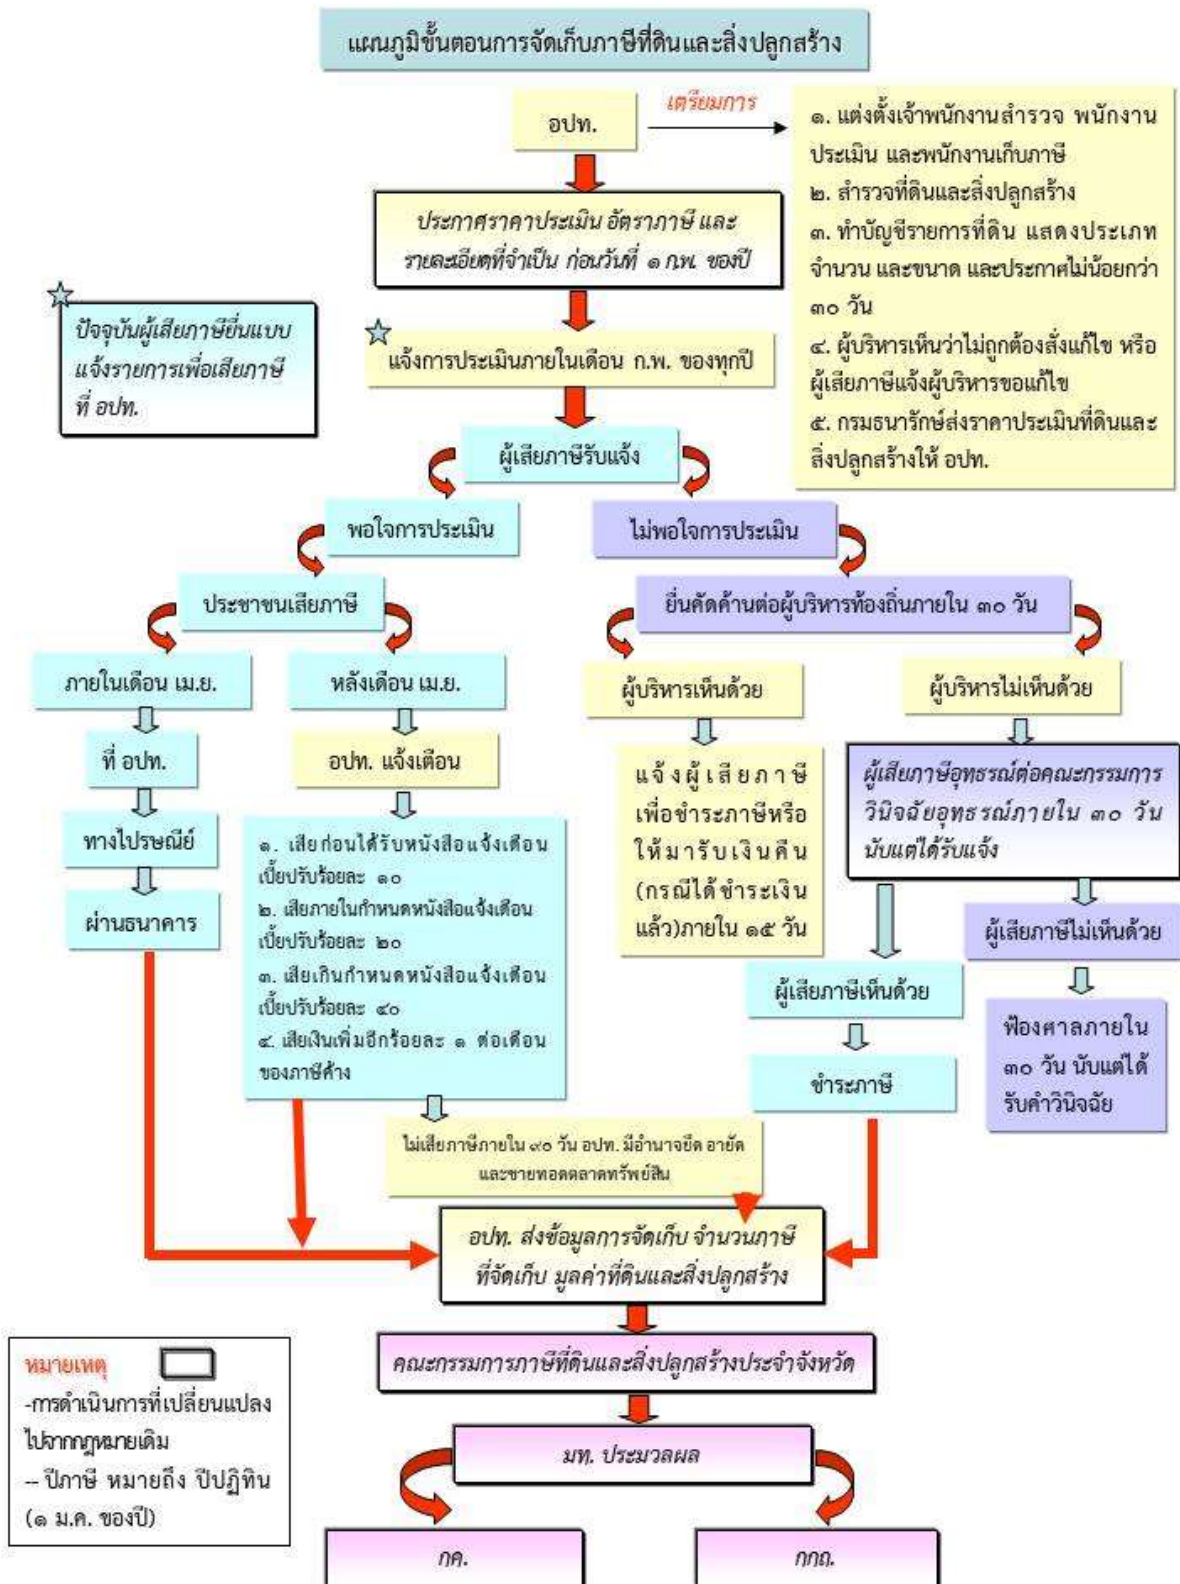 แผนภูมิขั้นตอนการจัดเก็บภาษีที่ดินและสิ่งปลูกสร้าง
อปท.
เตรียมการ
๑. แต่งตั้งเจ้าพนักงานสำรวจ พนักงาน
ประเมิน และพนักงานเก็บภาษี
๒. สำรวจที่ดินและสิ่งปลูกสร้าง
๓. ทำบัญชีรายการที่ดิน แสดงประเภท
จำนวน และขนาด และประกาศไม่น้อยกว่า
๓๐ วัน
๔. ผู้บริหารเห็นว่าไม่ถูกต้องสั่งแก้ไข หรือ
ผู้เสียภาษีแจ้งผู้บริหารขอแก้ไข
๕. กรมธนารักษ์ส่งราคาประเมินที่ดินและ
สิ่งปลูกสร้างให้ อปท.
ประกาศราคาประเมิน อัตราภาษี และ
รายละเอียดที่จำเป็น ก่อนวันที่ ๑ ก.พ. ของปี
ปัจจุบันผู้เสียภาษียื่นแบบ
แจ้งรายการเพื่อเสียภาษี
ที่ อปท.
แจ้งการประเมินภายในเดือน ก.พ. ของทุกปี
ผู้เสียภาษีรับแจ้ง
พอใจการประเมิน
ไม่พอใจการประเมิน
ประชาชนเสียภาษี
ยื่นคัดค้านต่อผู้บริหารท้องถิ่นภายใน ๓๐ วัน
ภายในเดือน เม.ย.
หลังเดือน เม.ย.
ผู้บริหารเห็นด้วย
ผู้บริหารไม่เห็นด้วย
ที่ อปท.
ทางไปรษณีย์
ผ่านธนาคาร
อปท. แจ้งเตือน
๑. เสียก่อนได้รับหนังสือแจ้งเตือน
เบี้ยปรับร้อยละ ๑๐
๒. เสียภายในกำหนดหนังสือแจ้งเตือน
เบี้ยปรับร้อยละ ๒๐
๓. เสียเกินกำหนดหนังสือแจ้งเตือน
เบี้ยปรับร้อยละ ๔๐
๔. เสียเงินเพิ่มอีกร้อยละ ๑ ต่อเดือน
ของภาษีค้าง
แจ้งผู้เสียภาษี
เพื่อชำระภาษีหรือ
ให้มารับเงินคืน
(กรณีได้ชำระเงิน
แล้ว)ภายใน ๑๕ วัน
ผู้เสียภาษีอุทธรณ์ต่อคณะกรรมการ
วินิจฉัยอุทธรณ์ภายใน ๓๐ วัน
นับแต่ได้รับแจ้ง
ผู้เสียภาษีไม่เห็นด้วย
ผู้เสียภาษีเห็นด้วย
ชำระภาษี
ฟ้องศาลภายใน
๓๐ วัน นับแต่ได้
รับคำวินิจฉัย
ไม่เสียภาษีภายใน ๙๐ วัน อปท. มีอำนาจยึด อายัด
และขายทอดตลาดทรัพย์สิน
อปท. ส่งข้อมูลการจัดเก็บ จำนวนภาษี
ที่จัดเก็บ มูลค่าที่ดินและสิ่งปลูกสร้าง
คณะกรรมการภาษีที่ดินและสิ่งปลูกสร้างประจำจังหวัด
มท. ประมวลผล
กค.
กกถ.
หมายเหตุ
-การดำเนินการที่เปลี่ยนแปลง
ไปจากกฎหมายเดิม
-- ปีภาษี หมายถึง ปีปฏิทิน
(๑ ม.ค. ของปี)